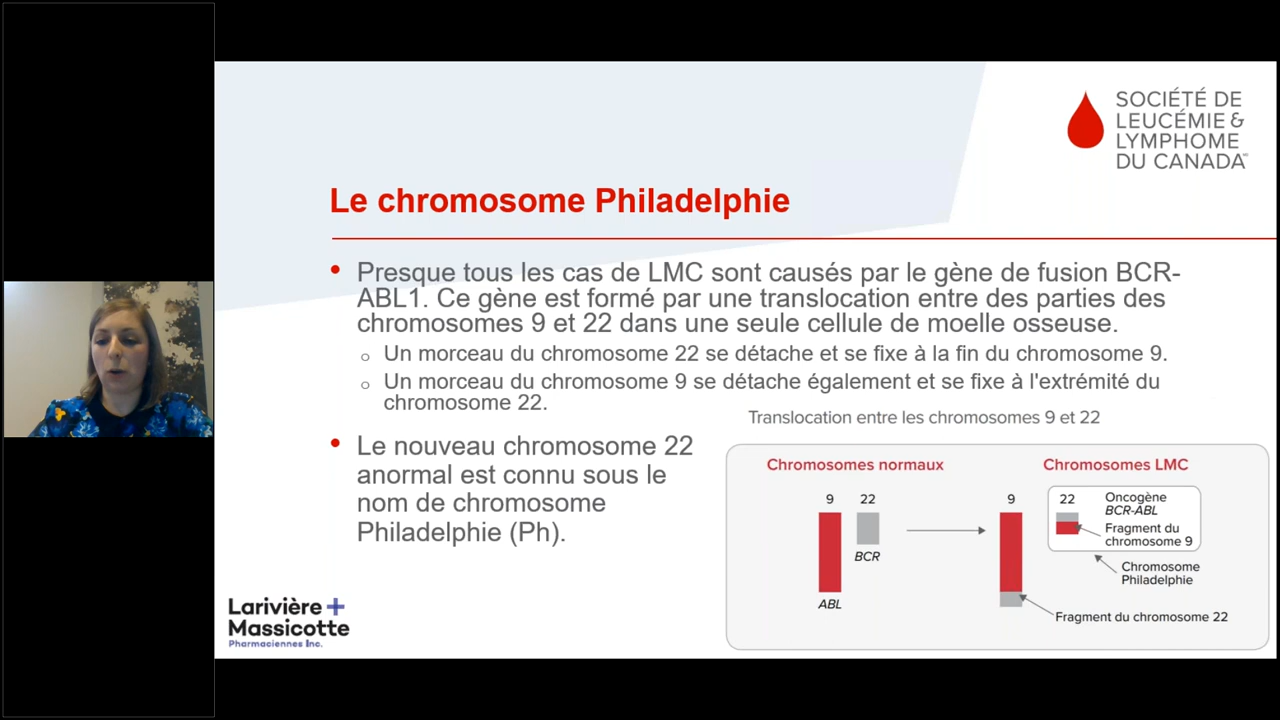 SOCIÉTÉ DE
LEUCÉMIE &
LYMPHOME
DU CANADA
Le chromosome Philadelphie
• Presque tous les cas de LMC sont causés par le gène de fusion BCR-
ABL1. Ce gène est formé par une translocation entre des parties des
chromosomes 9 et 22 dans une seule cellule de moelle osseuse.
○ Un morceau du chromosome 22 se détache et se fixe à la fin du chromosome 9.
○ Un morceau du chromosome 9 se détache également et se fixe à l'extrémité du
chromosome 22.
• Le nouveau chromosome 22
anormal est connu sous le
nom de chromosome
Philadelphie (Ph).
Translocation entre les chromosomes 9 et 22
Chromosomes normaux
9 22
BCR
ABL
Chromosomes LMC
9
22
Oncogène
BCR-ABL
Fragment du
chromosome 9
Chromosome
Philadelphie
Fragment du chromosome 22
Larivière +
Massicotte
Pharmaciennes Inc.